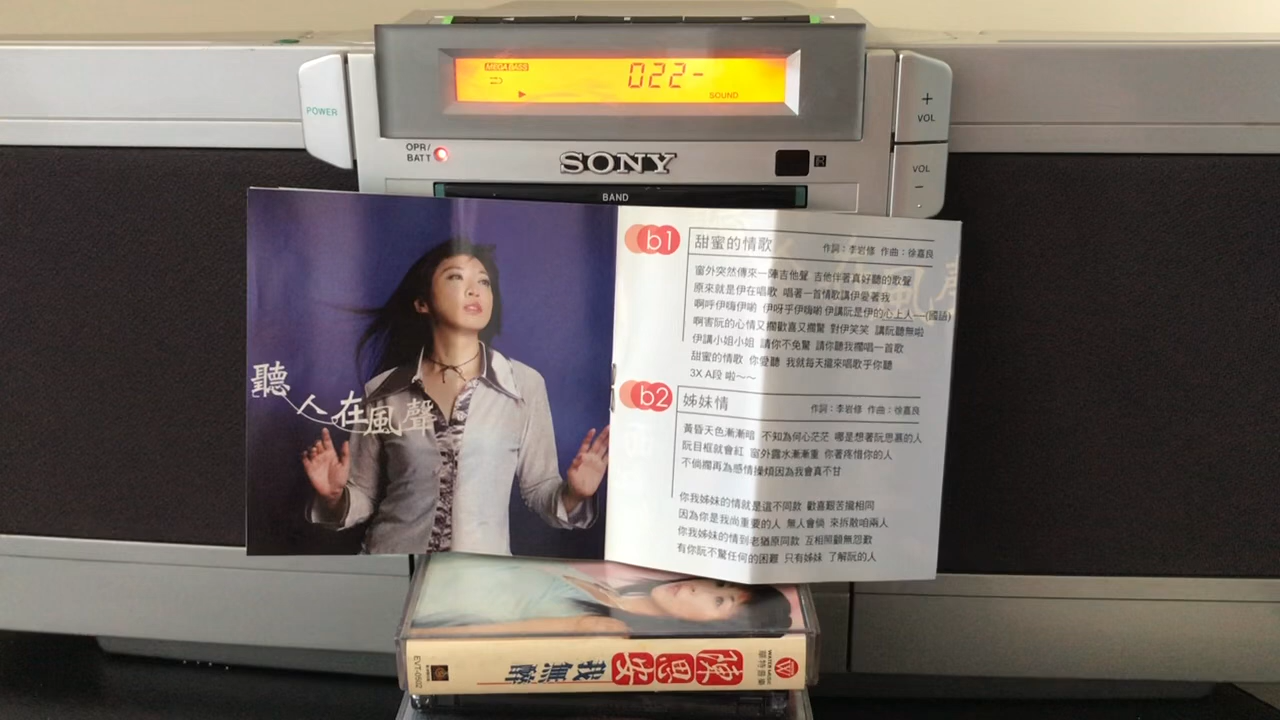 MEGA BASS
022-
SOUND
POWER
+
VOL
OPR/
BATT
SONY
R
VOL
-
BAND
聽人在風聲
b1 甜蜜的情歌 作詞：李岩修 作曲：徐嘉良
窗外突然傳來一陣吉他聲 吉他伴著真好聽的歌聲
原來就是伊在唱歌 唱著一首情歌講伊愛著我
啊呼伊嗨伊喲 伊呀乎伊嗨喲 伊講阮是伊的心上人---(國語)
啊害阮的心情又擱歡喜又擱驚 對伊笑笑 講阮聽無啦
伊講小姐小姐 請你不免驚 請你聽我擱唱一首歌
甜蜜的情歌 你愛聽 我就每天攏來唱歌乎你聽
3X A段 啦～～
b2 姊妹情 作詞：李岩修 作曲：徐嘉良
黃昏天色漸漸暗 不知為何心茫茫 哪是想著阮思慕的人
阮目框就會紅 窗外露水漸漸重 你著疼惜你的人
不倘擱再為感情操煩因為我會真不甘
你我姊妹的情就是這不同款 歡喜艱苦攏相同
因為你是我尚重要的人 無人會倘 來拆散咱兩人
你我姊妹的情到老猶原同款 互相照顧無怨歎
有你阮不驚任何的困難 只有姊妹 了解阮的人
陳思安
我無醉
EVT-0502